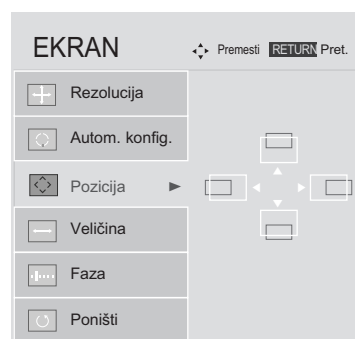 EKRAN
Premesti RETURN Pret.
Rezolucija
Autom. konfig.
Pozicija
Veličina
Faza
Poništi